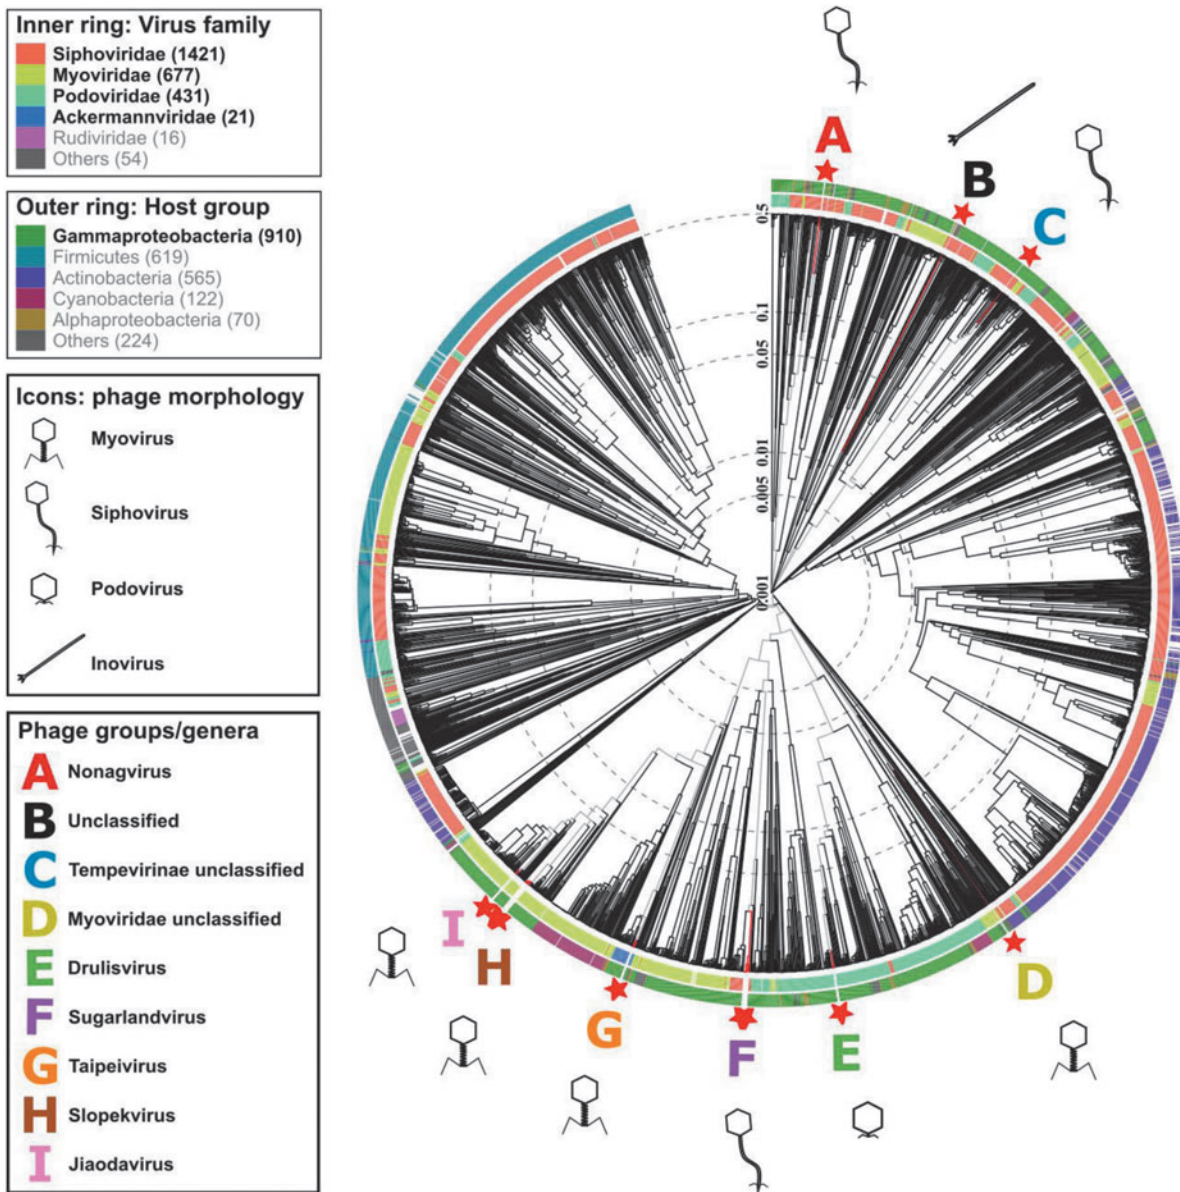 Inner ring: Virus family
Siphoviridae (1421)
Myoviridae (677)
Podoviridae (431)
Ackermannviridae (21)
Rudiviridae (16)
Others (54)
Outer ring: Host group
Gammaproteobacteria (910)
Firmicutes (619)
Actinobacteria (565)
Cyanobacteria (122)
Alphaproteobacteria (70)
Others (224)
Icons: phage morphology
Myovirus
Siphovirus
Podovirus
Inovirus
Phage groups/genera
A Nonagvirus
B Unclassified
C Tempevirinae unclassified
D Myoviridae unclassified
E Drulisvirus
F Sugarlandvirus
G Taipeivirus
H Slopekvirus
I Jiaodavirus
A
B
C
0.5
0.1
0.05
0.01
0.005
0.001
I
H
G
F
E
D